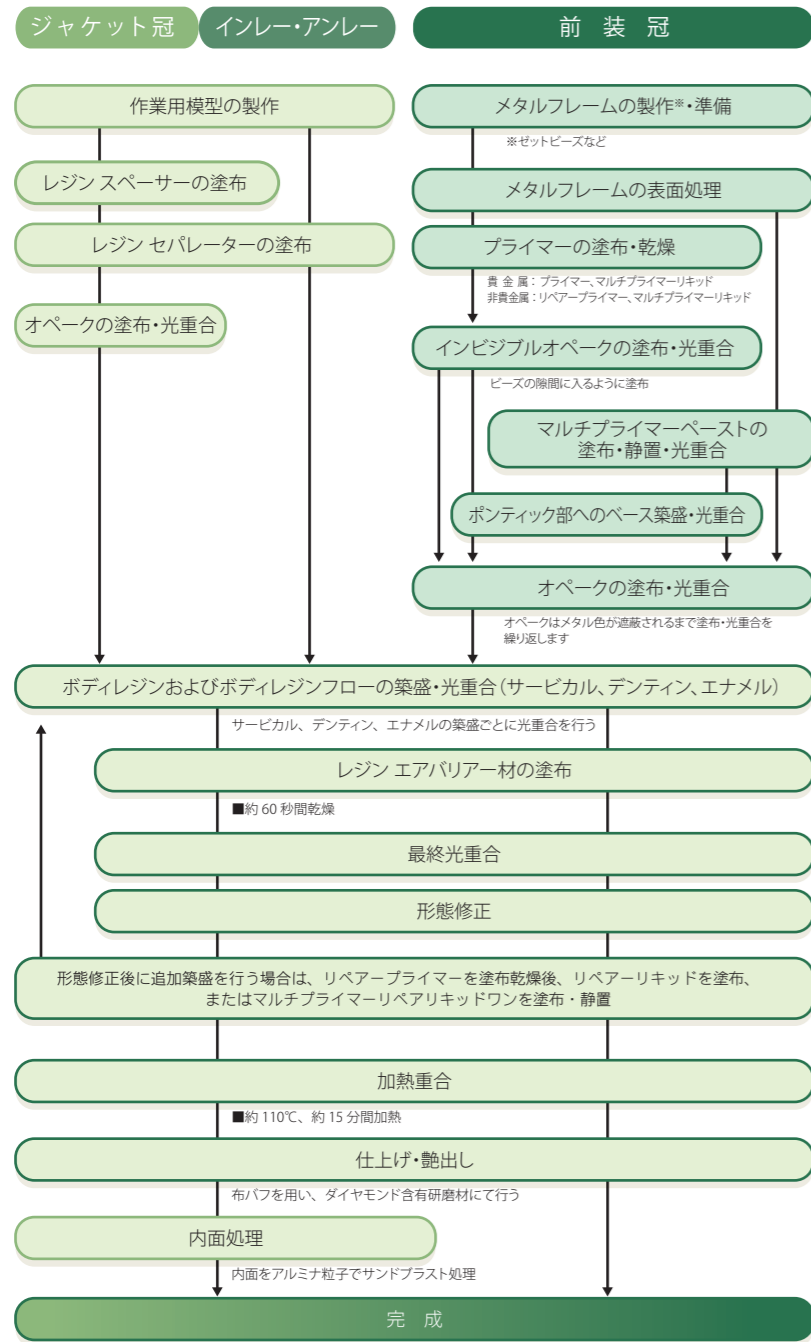 ジャケット冠
インレー・アンレー
前装冠
作業用模型の製作
レジン スペーサーの塗布
レジン セパレーターの塗布
オペークの塗布・光重合
メタルフレームの製作※・準備
※ゼットビーズなど
メタルフレームの表面処理
プライマーの塗布・乾燥
貴金属：プライマー、マルチプライマーリキッド
非貴金属：リペアープライマー、マルチプライマーリキッド
インビジブルオペークの塗布・光重合
ビーズの隙間に入るように塗布
マルチプライマーペーストの
塗布・静置・光重合
ポンティック部へのベース築盛・光重合
オペークの塗布・光重合
オペークはメタル色が遮蔽されるまで塗布・光重合を
繰り返します
ボディレジンおよびボディレジンフローの築盛・光重合（サービカル、デンティン、エナメル）
サービカル、デンティン、エナメルの築盛ごとに光重合を行う
レジン エアバリアー材の塗布
■約 60 秒間乾燥
最終光重合
形態修正
形態修正後に追加築盛を行う場合は、リペアープライマーを塗布乾燥後、リペアーリキッドを塗布、
またはマルチプライマーリペアリキッドワンを塗布・静置
加熱重合
■約 110℃、約 15 分間加熱
仕上げ・艶出し
布バフを用い、ダイヤモンド含有研磨材にて行う
内面処理
内面をアルミナ粒子でサンドブラスト処理
完成